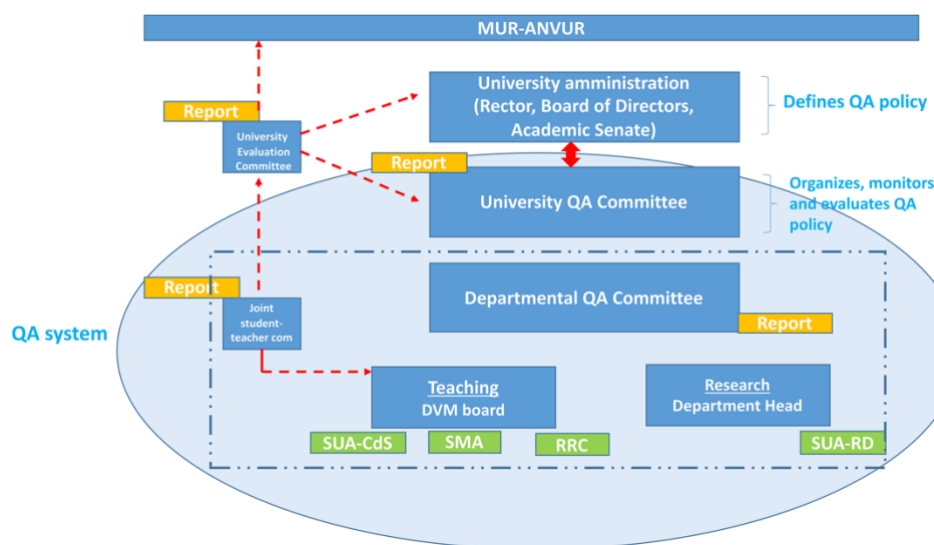 MUR-ANVUR
University amministration
(Rector, Board of Directors,
Academic Senate)
Defines QA policy
Report
University
Evaluation
Committee
Report
University QA Committee
Organizes, monitors
and evaluates QA
policy
Departmental QA Committee
Report
Report
Joint
student-
teacher com
QA system
Teaching
DVM board
Research
Department Head
SUA-CdS
SMA
RRC
SUA-RD